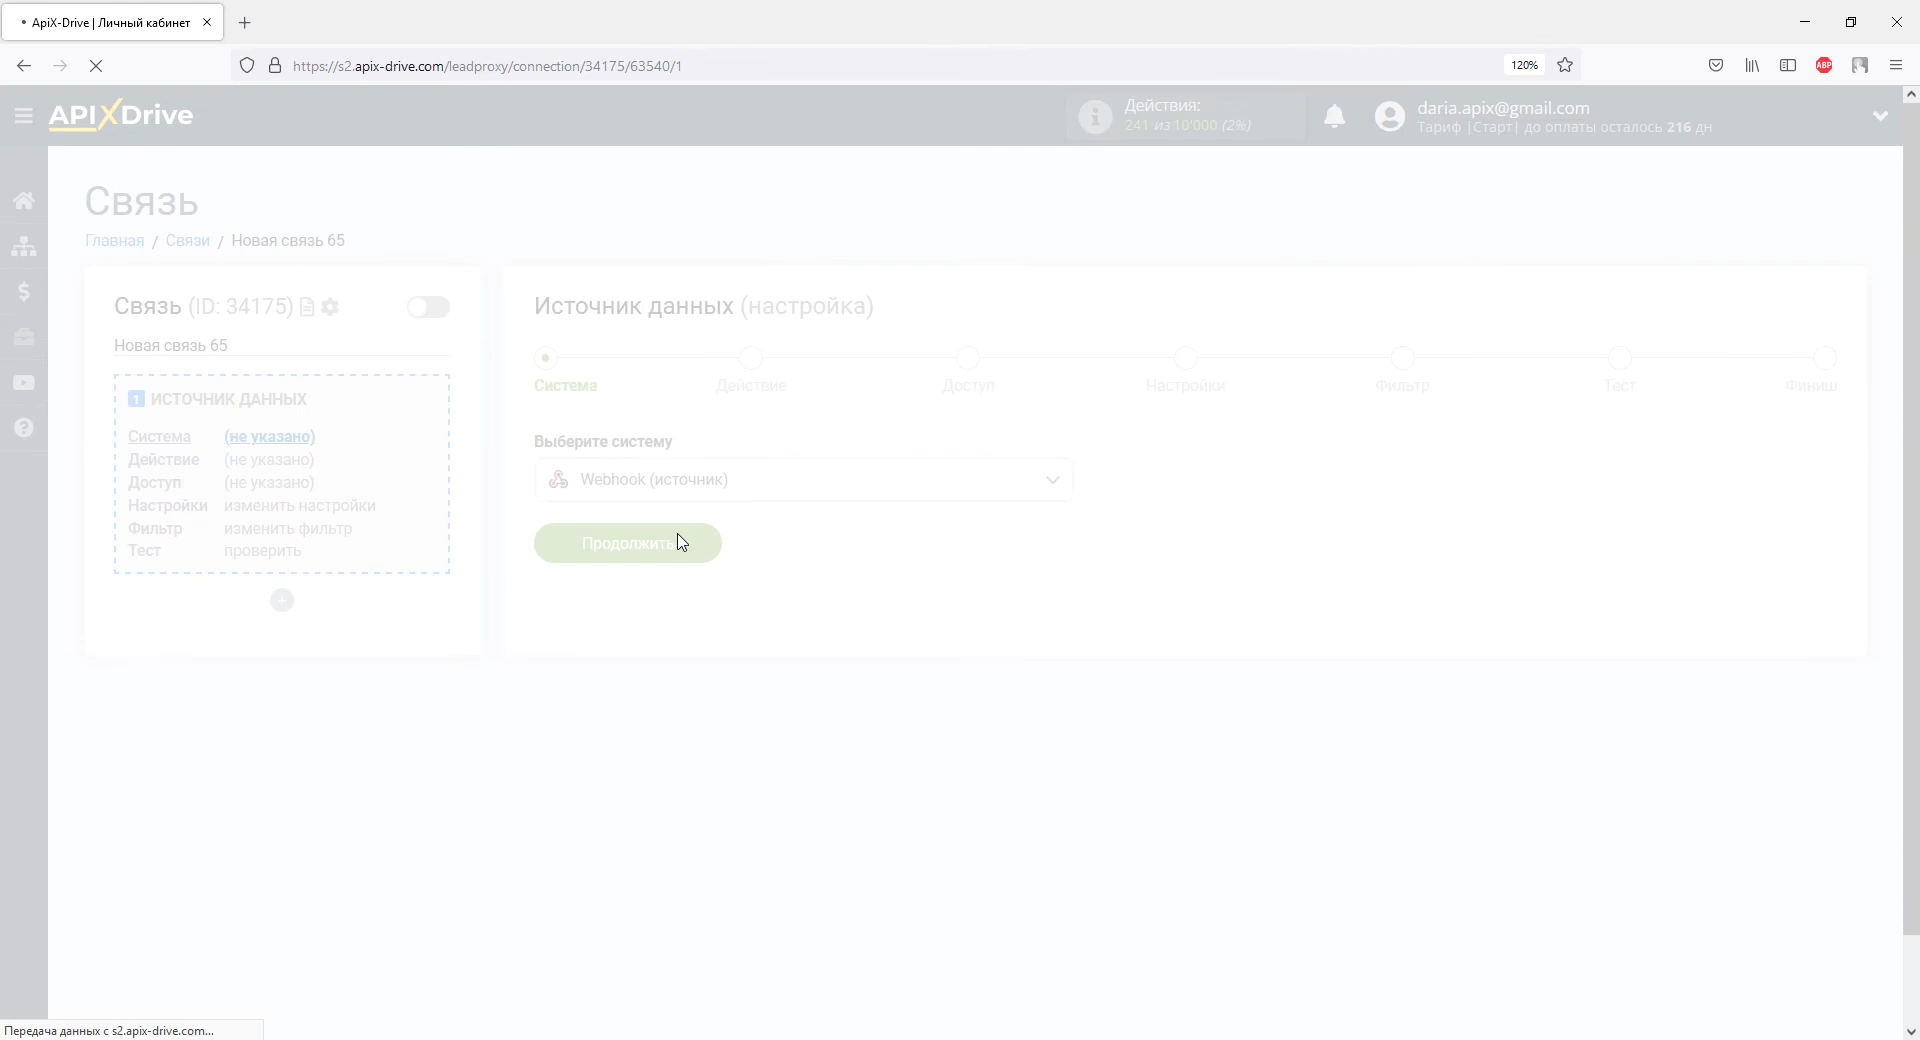 ApiX-Drive | Личный кабинет
https://s2.apix-drive.com/leadproxy/connection/34175/63540/1
120%
ABP
APIXDrive
Действия:
241 из 10'000 (2%)
daria.apix@gmail.com
Тариф |Старт| до оплаты осталось 216 дн
Связь
Главная / Связи / Новая связь 65
Связь (ID: 34175)
Новая связь 65
1 ИСТОЧНИК ДАННЫХ
Система (не указано)
Действие (не указано)
Доступ (не указано)
Настройки изменить настройки
Фильтр изменить фильтр
Тест проверить
Источник данных (настройка)
Система Действие Доступ Настройки Фильтр Тест Финиш
Выберите систему
Webhook (источник)
Продолжить
Передача данных с s2.apix-drive.com...